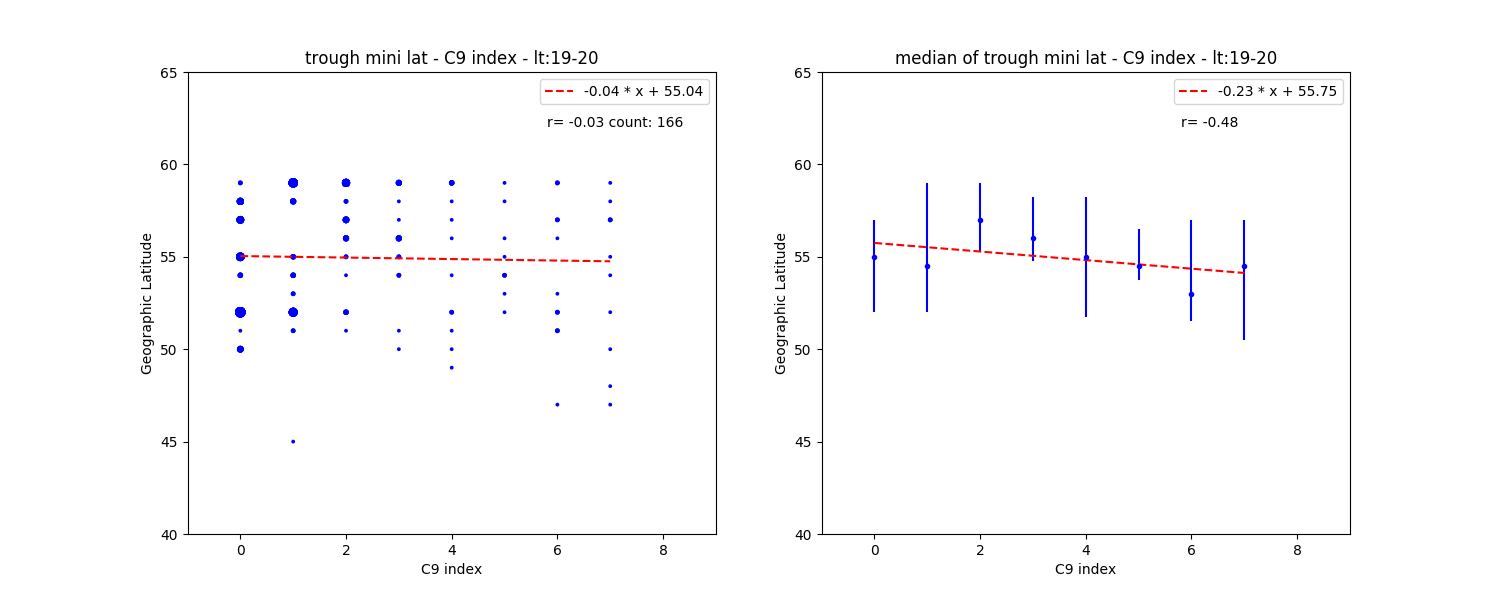 trough mini lat - C9 index - lt:19-20
-0.04 * x + 55.04
r= -0.03 count: 166
65
60
55
50
45
40
Geographic Latitude
0 2 4 6 8
C9 index
median of trough mini lat - C9 index - lt:19-20
-0.23 * x + 55.75
r= -0.48
65
60
55
50
45
40
Geographic Latitude
0 2 4 6 8
C9 index